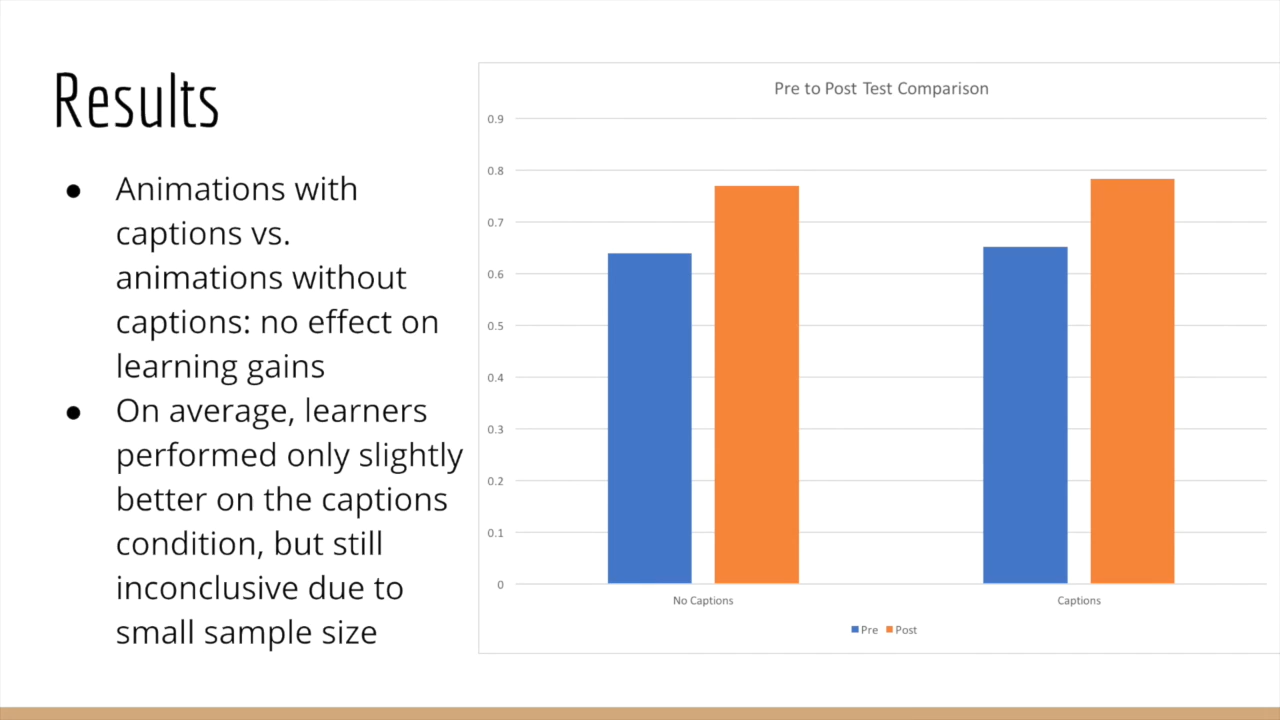 Results
● Animations with
captions vs.
animations without
captions: no effect on
learning gains
● On average, learners
performed only slightly
better on the captions
condition, but still
inconclusive due to
small sample size
Pre to Post Test Comparison
0.9
0.8
0.7
0.6
0.5
0.4
0.3
0.2
0.1
0
No Captions Captions
Pre Post